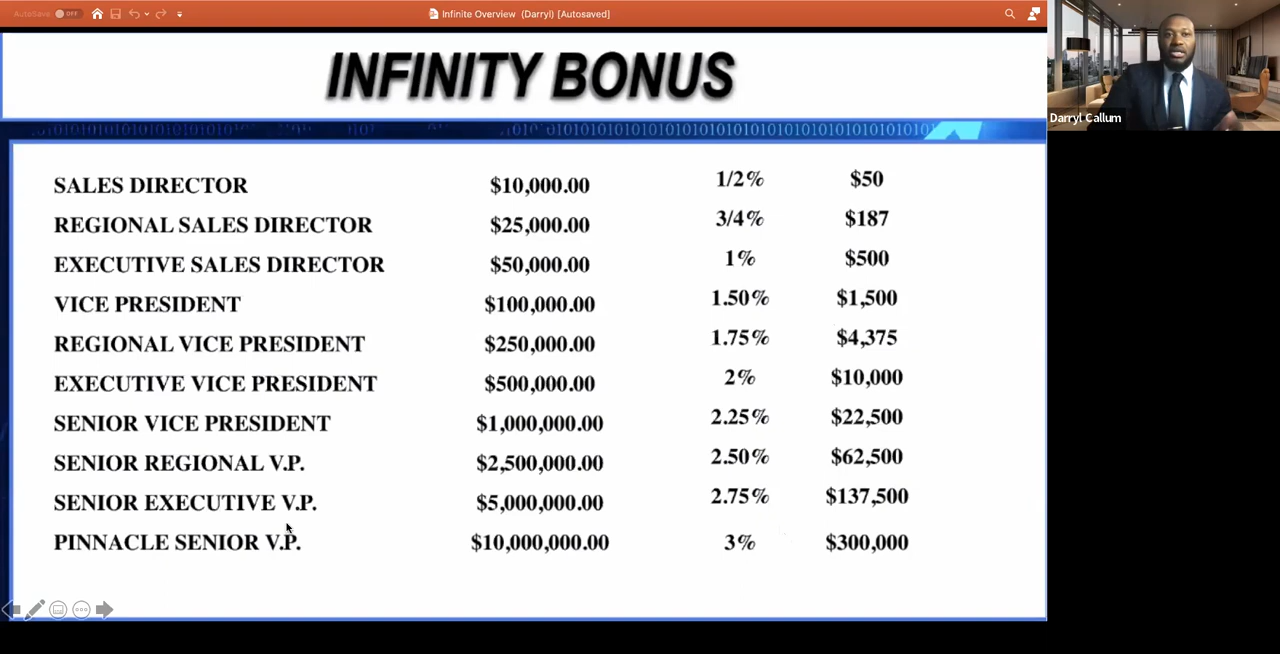 AutoSave OFF Infinite Overview (Darryl) [Autosaved]
INFINITY BONUS
SALES DIRECTOR $10,000.00 1/2% $50
REGIONAL SALES DIRECTOR $25,000.00 3/4% $187
EXECUTIVE SALES DIRECTOR $50,000.00 1% $500
VICE PRESIDENT $100,000.00 1.50% $1,500
REGIONAL VICE PRESIDENT $250,000.00 1.75% $4,375
EXECUTIVE VICE PRESIDENT $500,000.00 2% $10,000
SENIOR VICE PRESIDENT $1,000,000.00 2.25% $22,500
SENIOR REGIONAL V.P. $2,500,000.00 2.50% $62,500
SENIOR EXECUTIVE V.P. $5,000,000.00 2.75% $137,500
PINNACLE SENIOR V.P. $10,000,000.00 3% $300,000
Darryl Callum